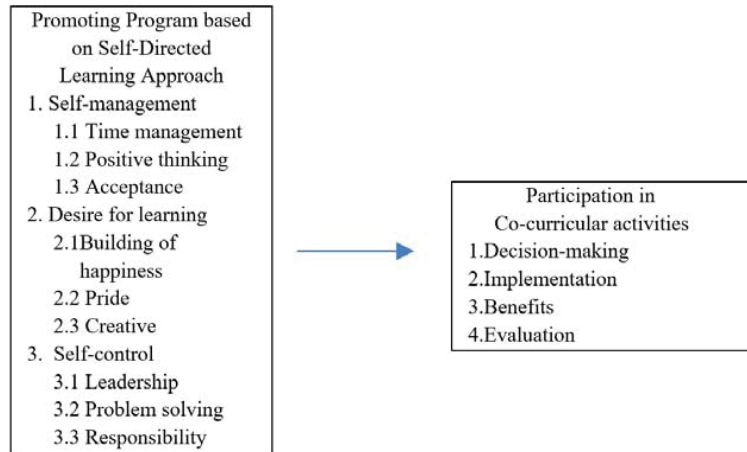 Promoting Program based
on Self-Directed
Learning Approach
1. Self-management
1.1 Time management
1.2 Positive thinking
1.3 Acceptance
2. Desire for learning
2.1Building of
happiness
2.2 Pride
2.3 Creative
3. Self-control
3.1 Leadership
3.2 Problem solving
3.3 Responsibility
Participation in
Co-curricular activities
1.Decision-making
2.Implementation
3.Benefits
4.Evaluation